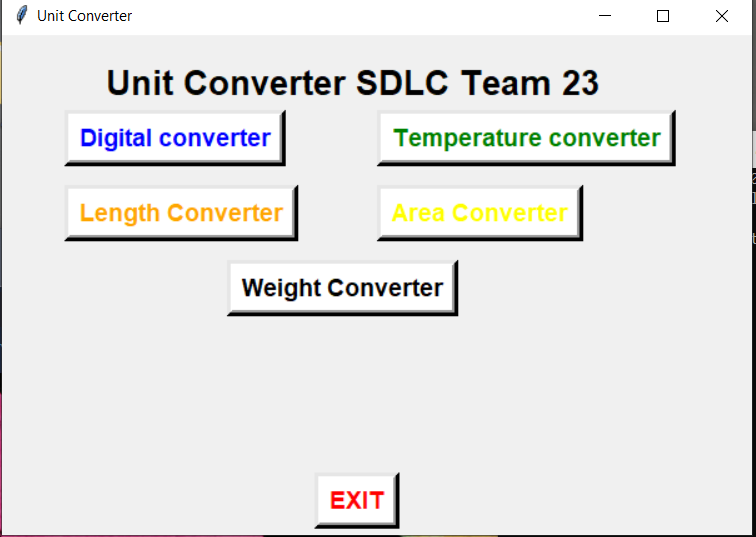 Unit Converter
Unit Converter SDLC Team 23
Digital converter
Temperature converter
Length Converter
Area Converter
Weight Converter
EXIT